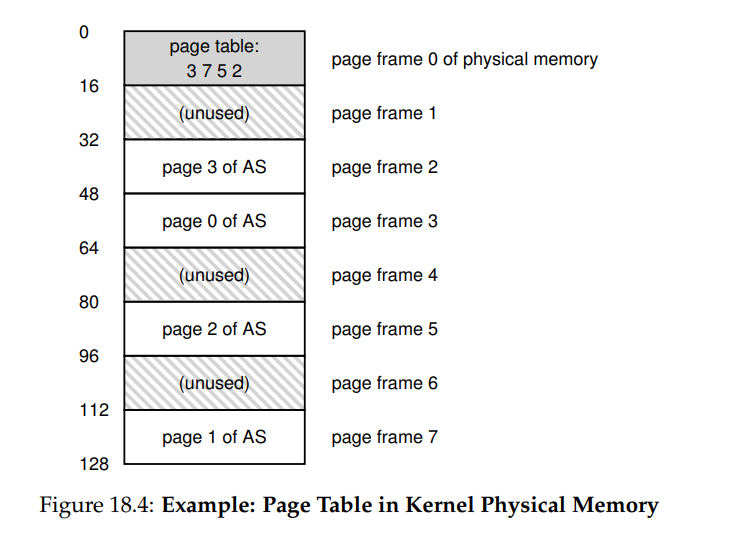 0
page table:
3 7 5 2
page frame 0 of physical memory
16
(unused)
page frame 1
32
page 3 of AS
page frame 2
48
page 0 of AS
page frame 3
64
(unused)
page frame 4
80
page 2 of AS
page frame 5
96
(unused)
page frame 6
112
page 1 of AS
page frame 7
128
Figure 18.4: Example: Page Table in Kernel Physical Memory